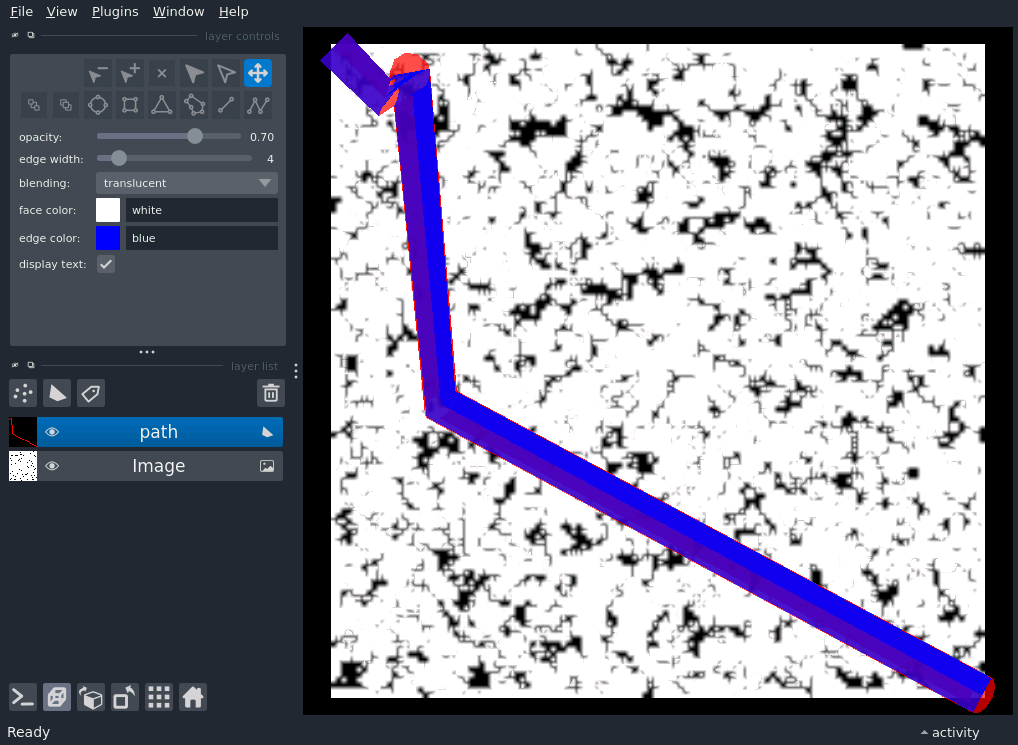 File View Plugins Window Help
layer controls
opacity: 0.70
edge width: 4
blending: translucent
face color: white
edge color: blue
display text:
layer list
path
Image
Ready activity